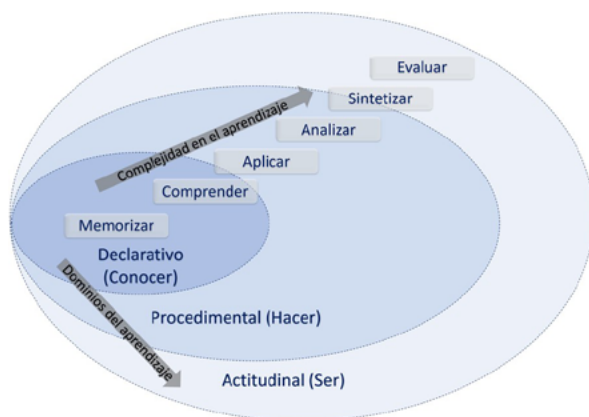 Evaluar
Sintetizar
Analizar
Aplicar
Comprender
Memorizar
Complejidad en el aprendizaje
Declarativo
(Conocer)
Dominios del aprendizaje
Procedimental (Hacer)
Actitudinal (Ser)